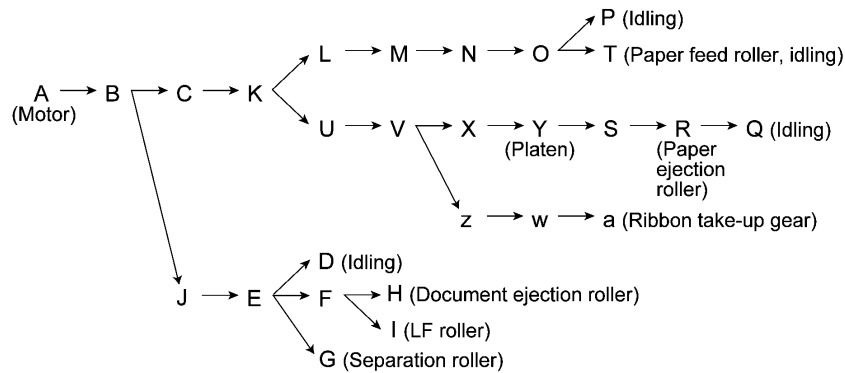 P (Idling)
L M N O T (Paper feed roller, idling)
A B C K
(Motor)
U V X Y S R Q (Idling)
(Platen) (Paper
ejection
roller)
z w a (Ribbon take-up gear)
D (Idling)
J E F H (Document ejection roller)
I (LF roller)
G (Separation roller)